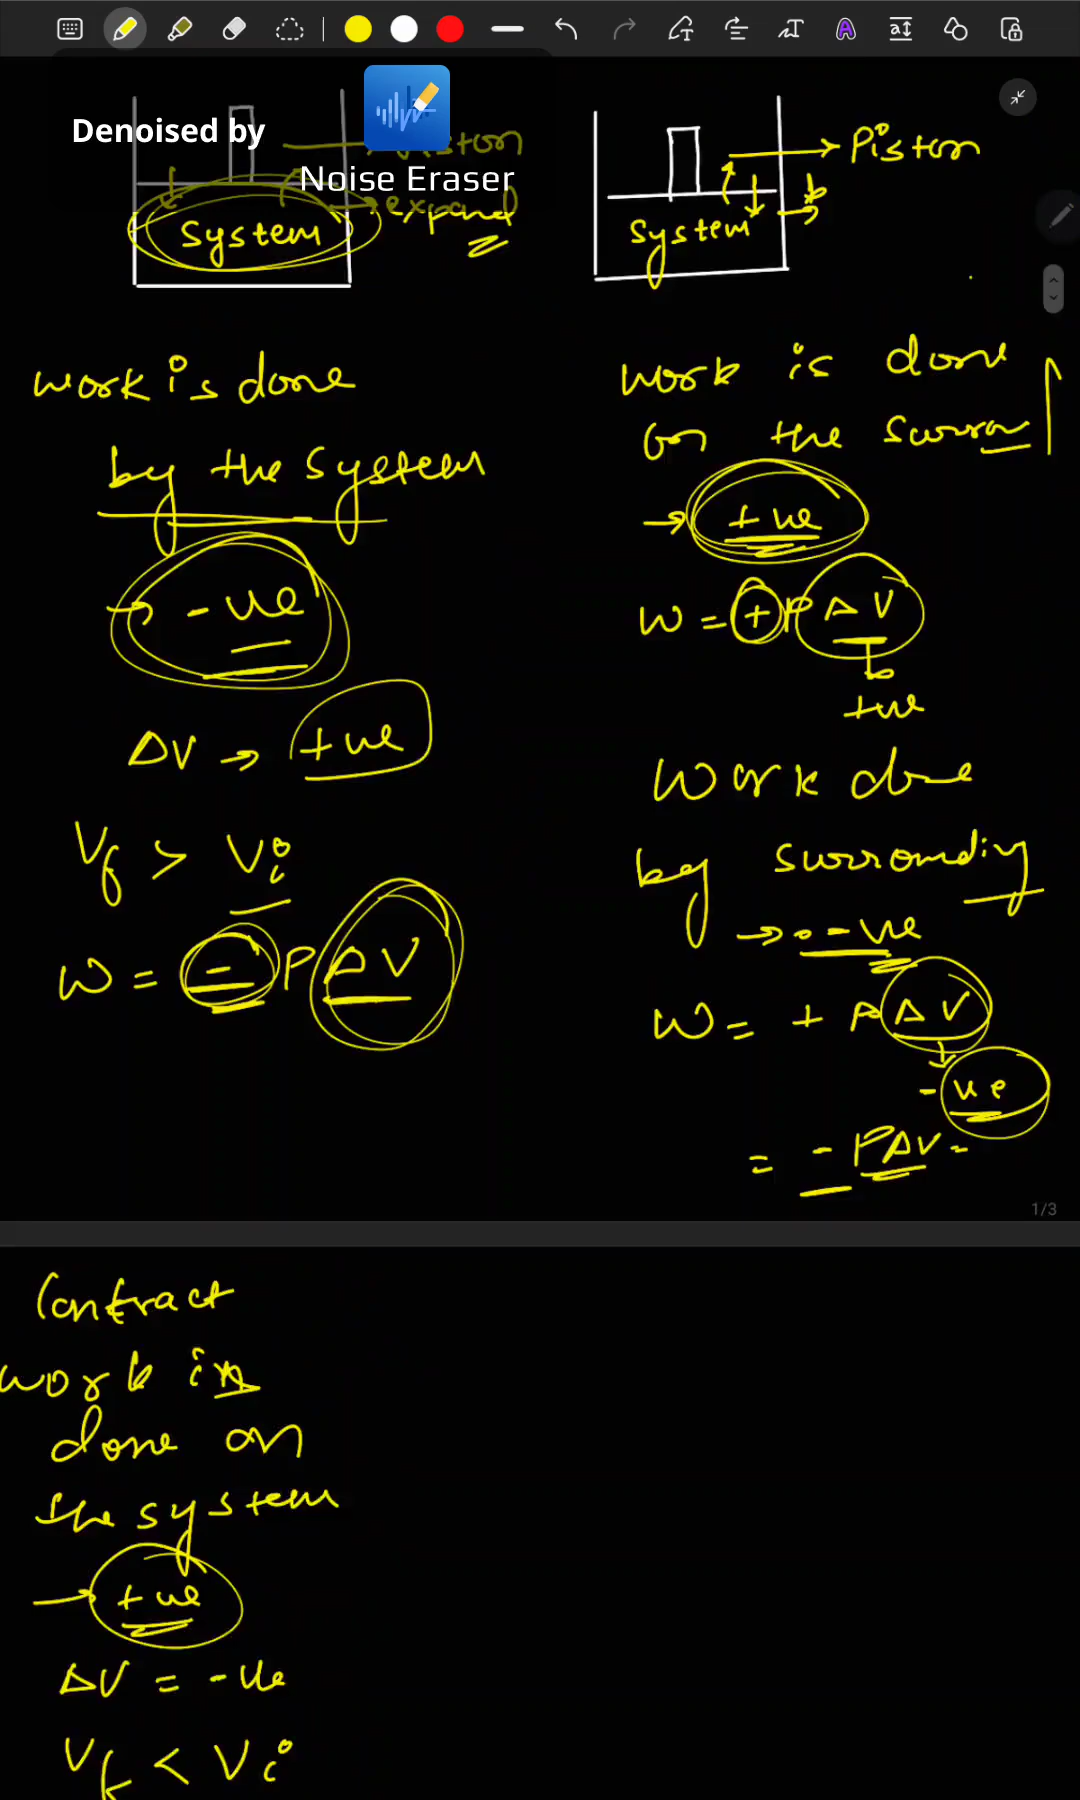 Denoised by
Noise Eraser
Piston
expand
system
Piston
b
system
work is done
by the system
→ -ve
ΔV → +ve
Vf > Vi
W = - PΔV
work is done
on the surron
→ +ve
W = + PΔV
+ve
Work done
by surrounding
→ -ve
W = + PΔV
-ve
= - PΔV =
1/3
Contract
work is
done on
the system
→ +ve
ΔV = -ve
Vf < Vi